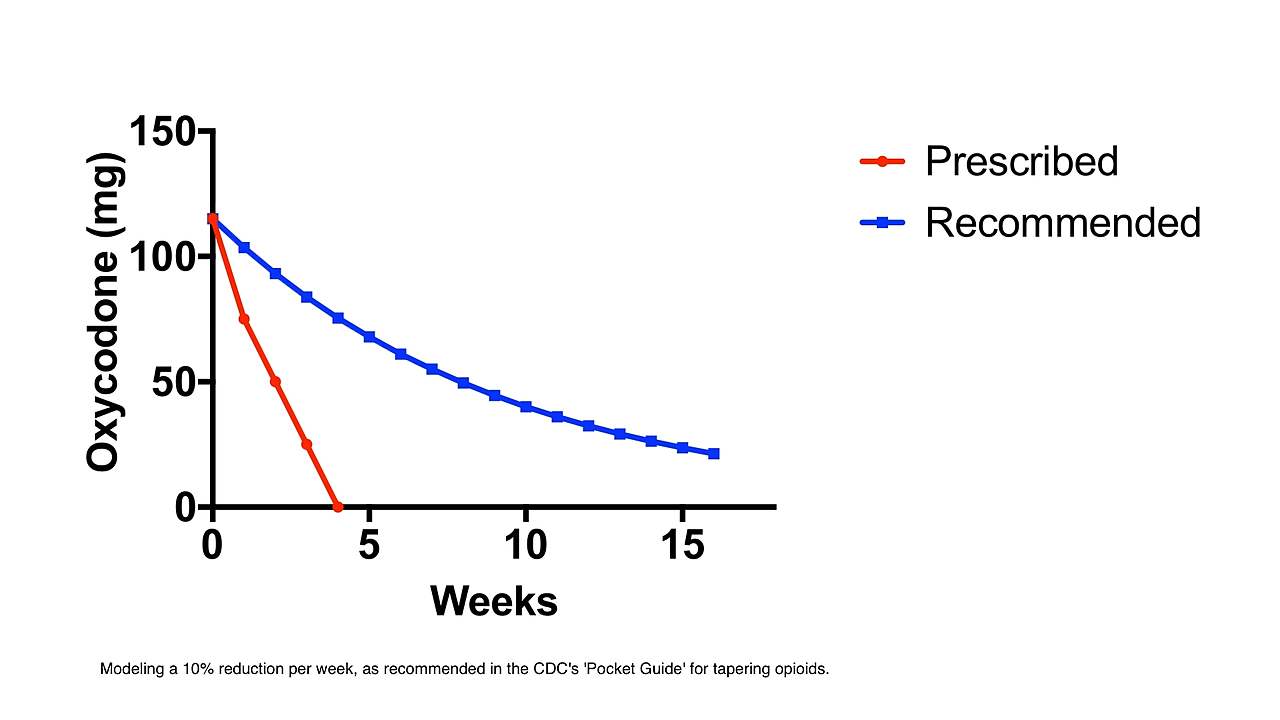 150
100
50
0
Oxycodone (mg)
0 5 10 15
Weeks
Prescribed
Recommended
Modeling a 10% reduction per week, as recommended in the CDC's 'Pocket Guide' for tapering opioids.